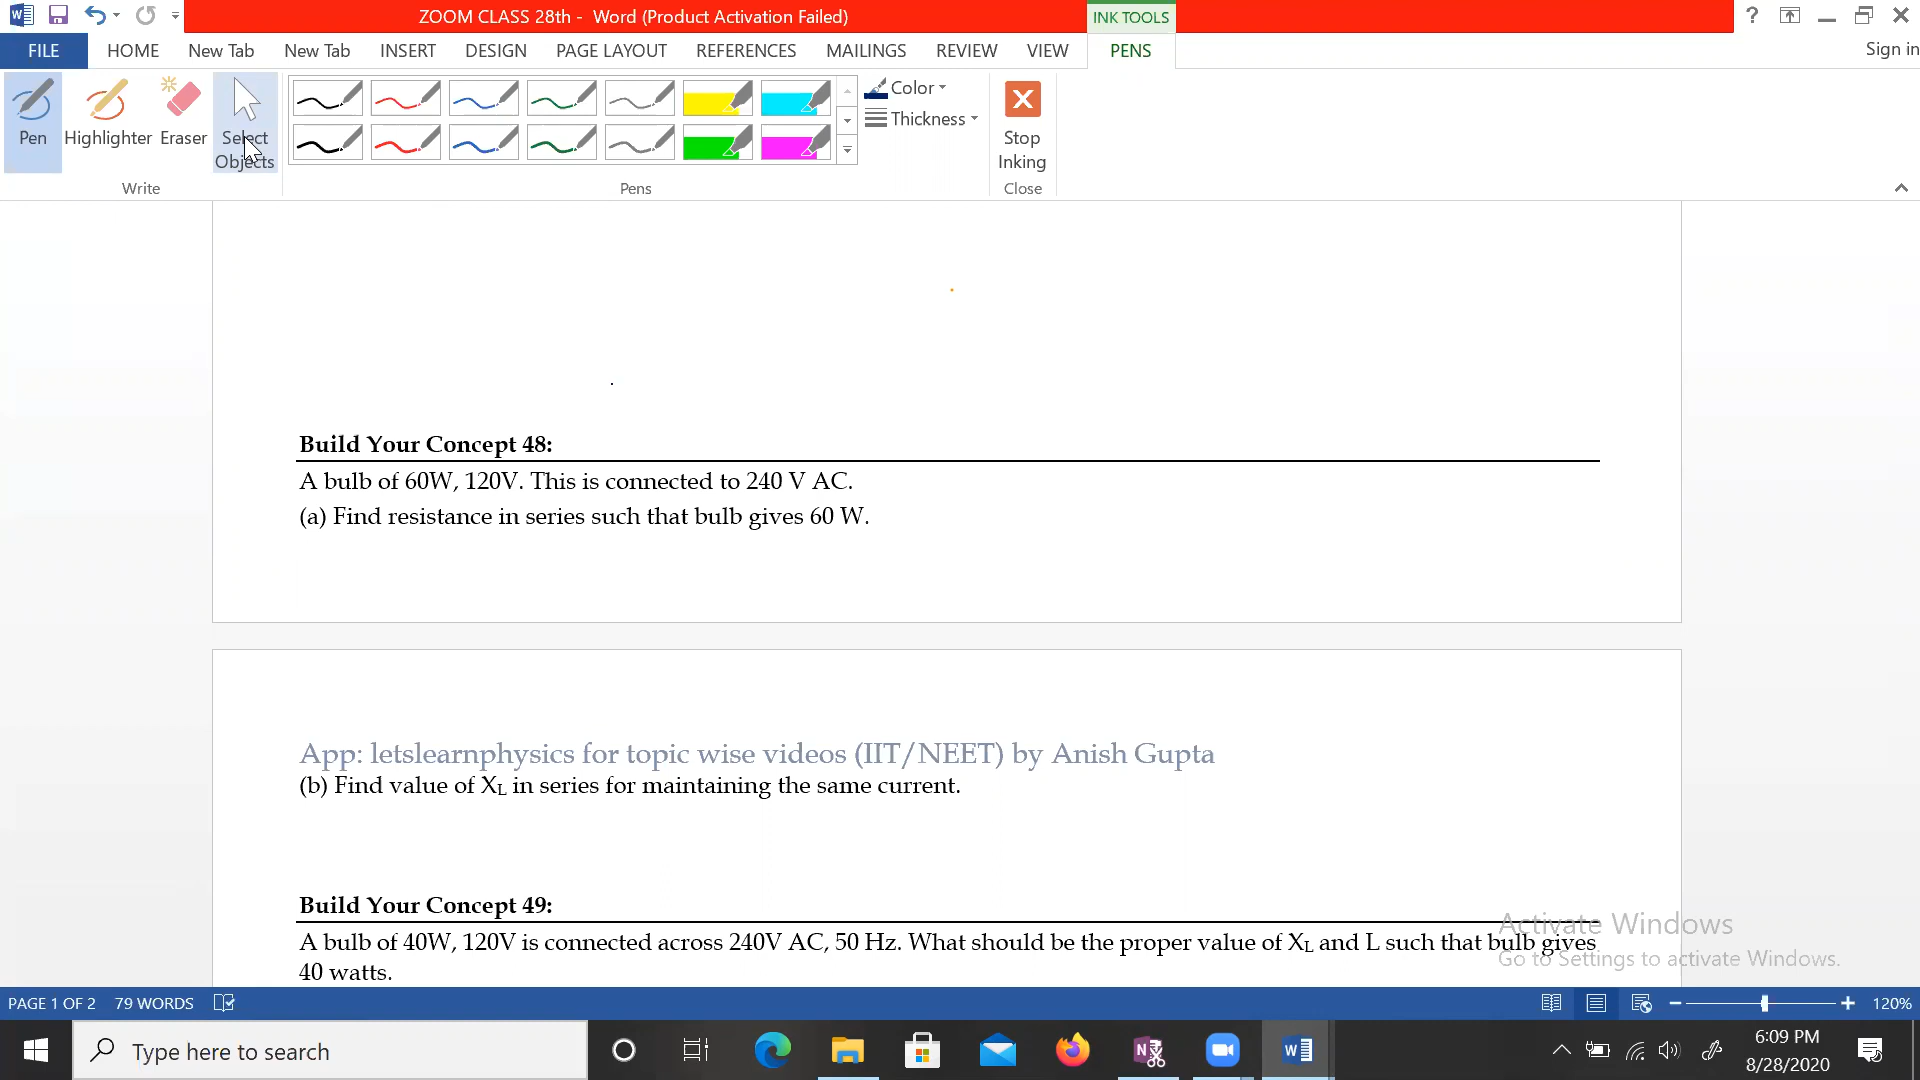 ZOOM CLASS 28th - Word (Product Activation Failed)
INK TOOLS
?
FILE HOME New Tab New Tab INSERT DESIGN PAGE LAYOUT REFERENCES MAILINGS REVIEW VIEW PENS
Sign in
Pen Highlighter Eraser Select Objects
Color
Thickness
Stop Inking
Write Pens Close
Build Your Concept 48:
A bulb of 60W, 120V. This is connected to 240 V AC.
(a) Find resistance in series such that bulb gives 60 W.
App: letslearnphysics for topic wise videos (IIT/NEET) by Anish Gupta
(b) Find value of XL in series for maintaining the same current.
Build Your Concept 49:
A bulb of 40W, 120V is connected across 240V AC, 50 Hz. What should be the proper value of XL and L such that bulb gives
40 watts.
Activate Windows
Go to Settings to activate Windows.
PAGE 1 OF 2 79 WORDS 120%
Type here to search
6:09 PM
8/28/2020